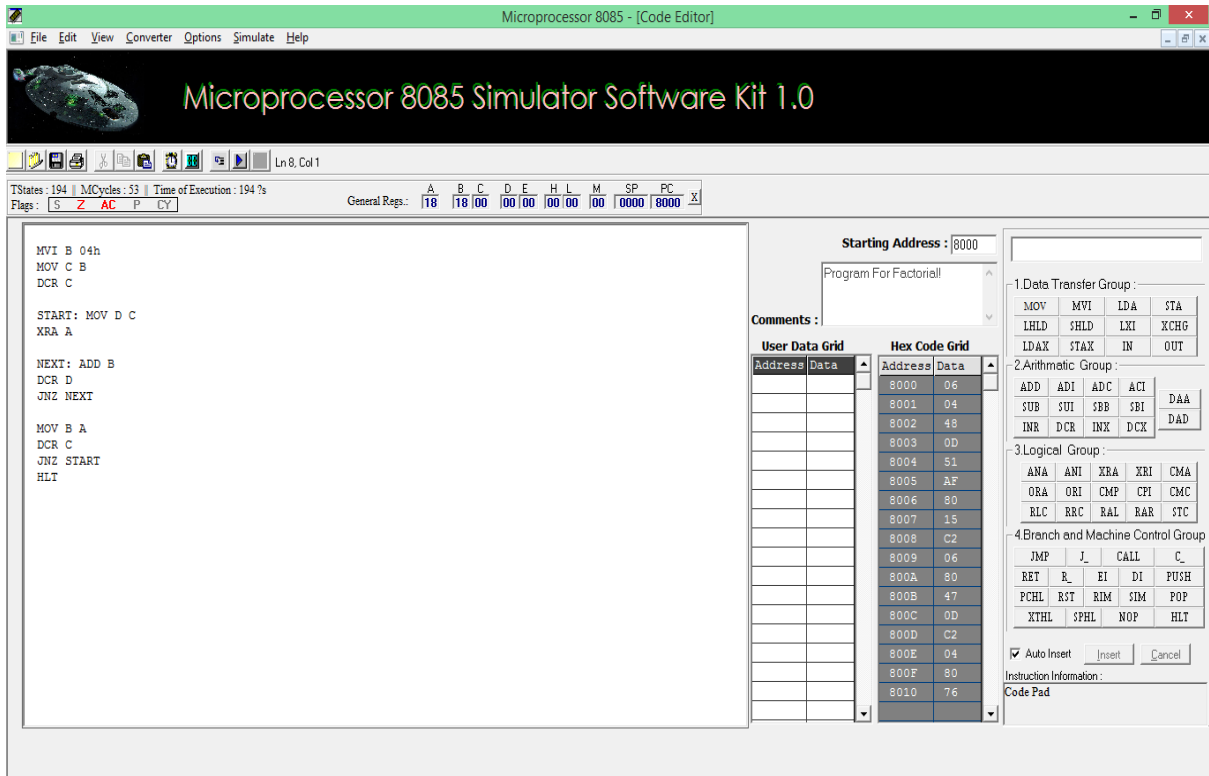 Microprocessor 8085 - [Code Editor]
File Edit View Converter Options Simulate Help
Microprocessor 8085 Simulator Software Kit 1.0
Ln 8, Col 1
TStates : 194 || MCycles : 53 || Time of Execution : 194 ?s
Flags : S Z AC P CY
General Regs.:
A B C D E H L M SP PC
18 18 00 00 00 00 00 00 0000 8000 X
MVI B 04h
MOV C B
DCR C
START: MOV D C
XRA A
NEXT: ADD B
DCR D
JNZ NEXT
MOV B A
DCR C
JNZ START
HLT
Starting Address : 8000
Program For Factorial!
Comments :
User Data Grid
Address Data
Hex Code Grid
Address Data
8000 06
8001 04
8002 48
8003 0D
8004 51
8005 AF
8006 80
8007 15
8008 C2
8009 06
800A 80
800B 47
800C 0D
800D C2
800E 04
800F 80
8010 76
1.Data Transfer Group :
MOV MVI LDA STA
LHLD SHLD LXI XCHG
LDAX STAX IN OUT
2.Arithmatic Group :
ADD ADI ADC ACI
DAA
SUB SUI SBB SBI
DAD
INR DCR INX DCX
3.Logical Group :
ANA ANI XRA XRI CMA
ORA ORI CMP CPI CMC
RLC RRC RAL RAR STC
4.Branch and Machine Control Group
JMP J_ CALL C_
RET R_ EI DI PUSH
PCHL RST RIM SIM POP
XTHL SPHL NOP HLT
Auto Insert Insert Cancel
Instruction Information :
Code Pad